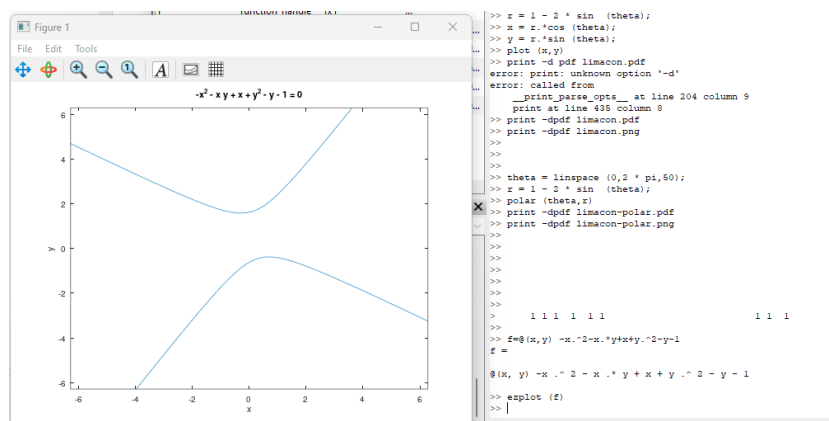 function handle 1x1 ...
Figure 1
File Edit Tools
-x² - x y + x + y² - y - 1 = 0
6
4
2
0
-2
-4
-6
y
-6 -4 -2 0 2 4 6
x
>> r = 1 - 2 * sin (theta);
>> x = r.*cos (theta);
>> y = r.*sin (theta);
>> plot (x,y)
>> print -d pdf limacon.pdf
error: print: unknown option '-d'
error: called from
__print_parse_opts__ at line 204 column 9
print at line 435 column 8
>> print -dpdf limacon.pdf
>> print -dpdf limacon.png
>>
>>
>>
>> theta = linspace (0,2 * pi,50);
>> r = 1 - 2 * sin (theta);
>> polar (theta,r)
>> print -dpdf limacon-polar.pdf
>> print -dpdf limacon-polar.png
>>
>>
>>
>>
>>
>>
>>
> 1 1 1 1 1 1 1 1 1
>>
>> f=@(x,y) -x.^2-x.*y+x+y.^2-y-1
f =
@(x, y) -x .^ 2 - x .* y + x + y .^ 2 - y - 1
>> ezplot (f)
>>